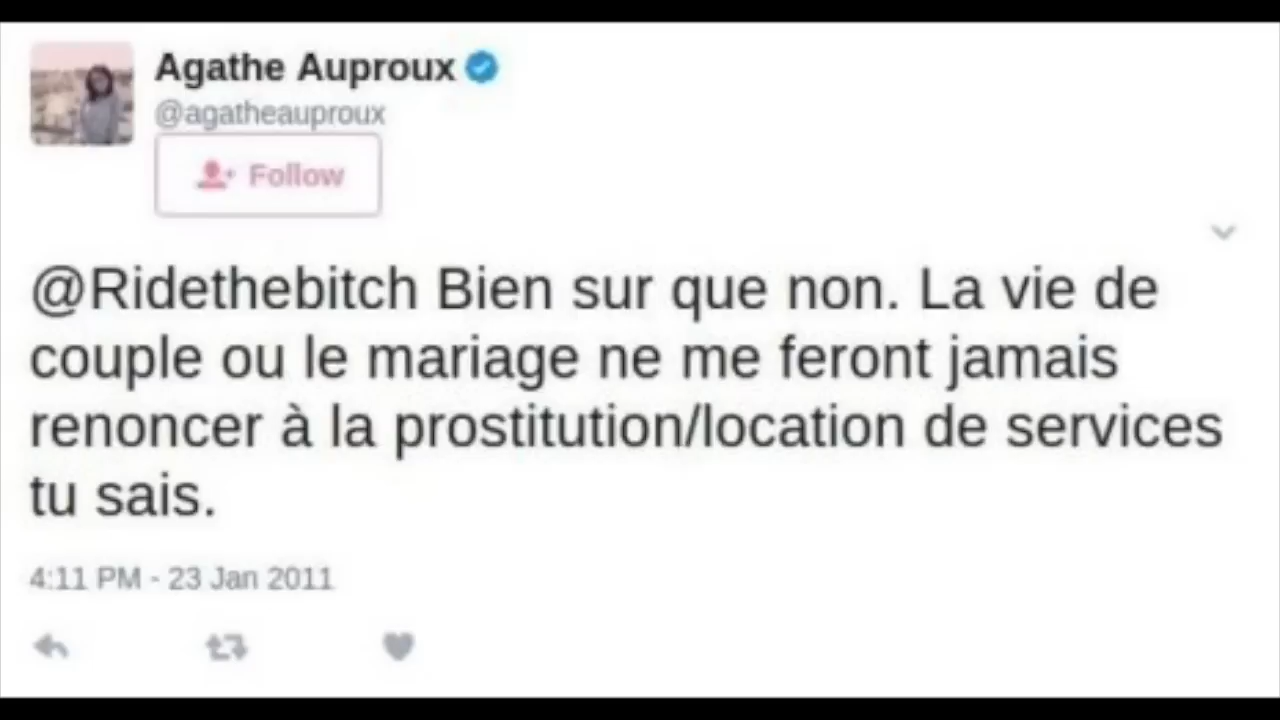 Agathe Auproux
@agatheauproux
Follow
@Ridethebitch Bien sur que non. La vie de
couple ou le mariage ne me feront jamais
renoncer à la prostitution/location de services
tu sais.
4:11 PM - 23 Jan 2011